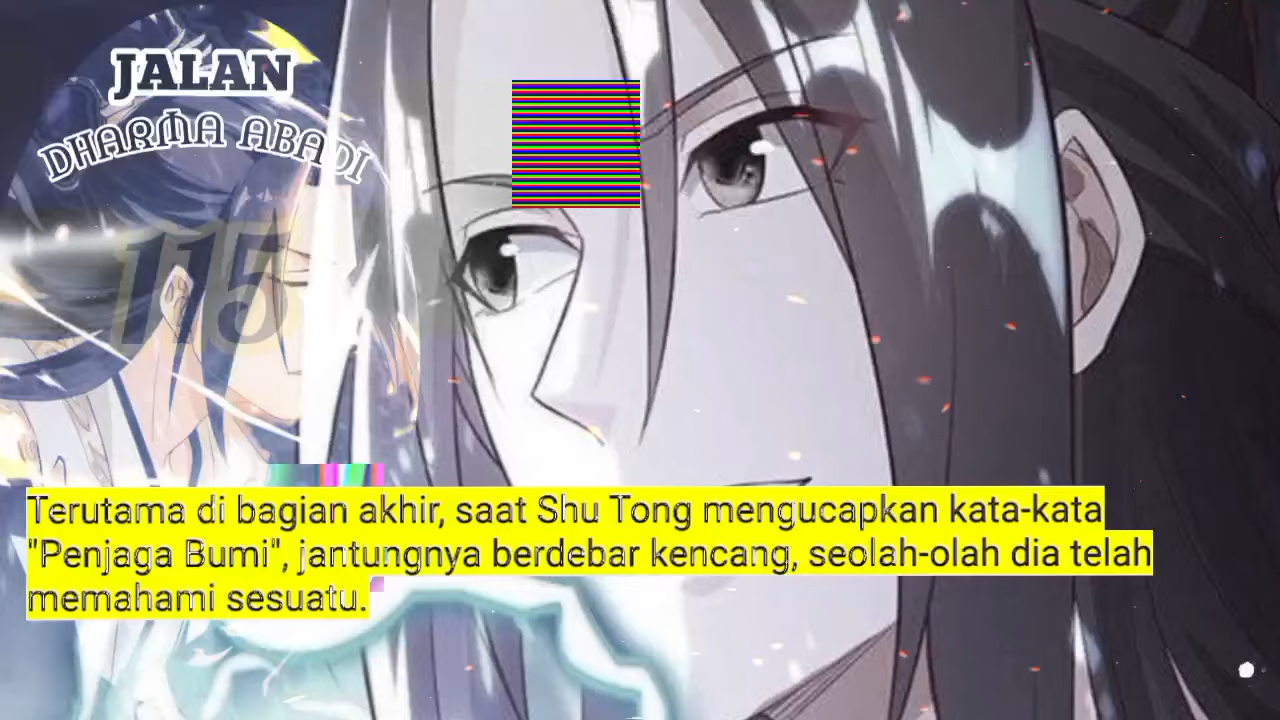 JALAN
DHARMA ABADI
115
Terutama di bagian akhir, saat Shu Tong mengucapkan kata-kata
"Penjaga Bumi", jantungnya berdebar kencang, seolah-olah dia telah
memahami sesuatu.